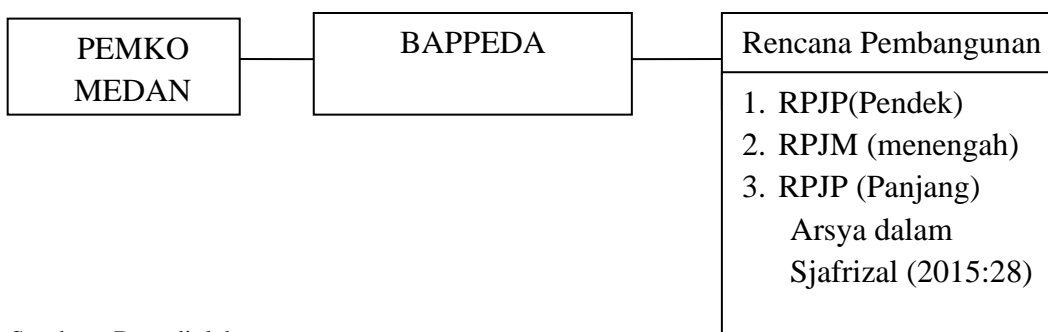 PEMKO
MEDAN
BAPPEDA
Rencana Pembangunan
1. RPJP(Pendek)
2. RPJM (menengah)
3. RPJP (Panjang)
Arsya dalam
Sjafrizal (2015:28)